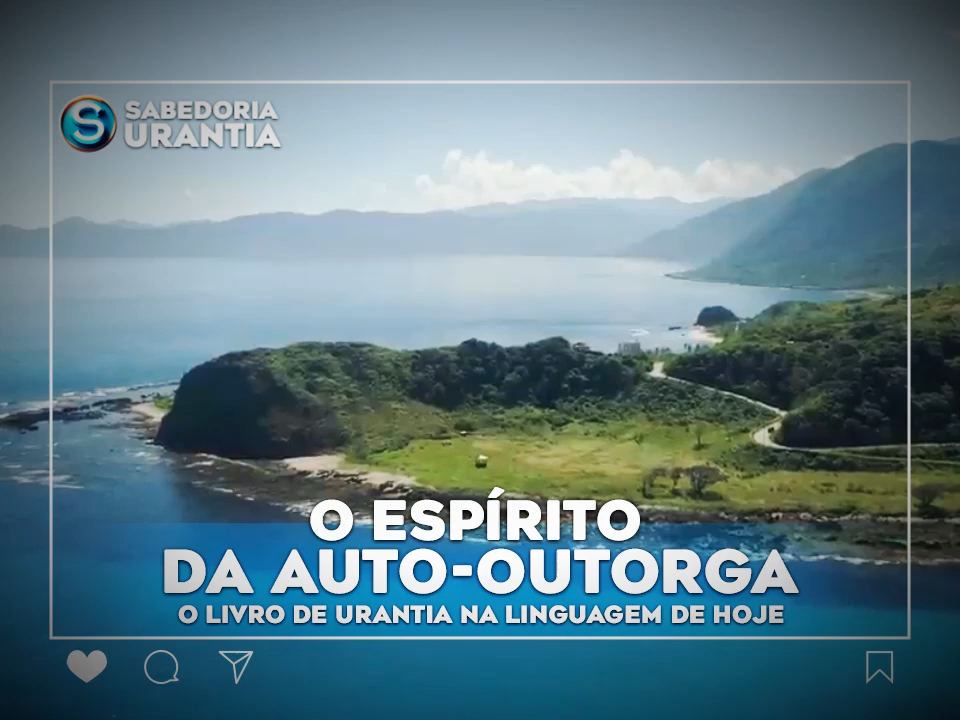 SABEDORIA
URANTIA
O ESPÍRITO
DA AUTO-OUTORGA
O LIVRO DE URANTIA NA LINGUAGEM DE HOJE